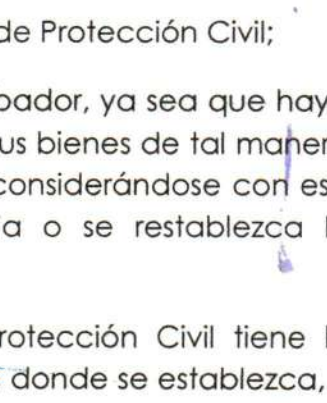 de Protección Civil;
bador, ya sea que hay
us bienes de tal maner
considerándose con es
a o se restablezca
rotección Civil tiene
donde se establezca,